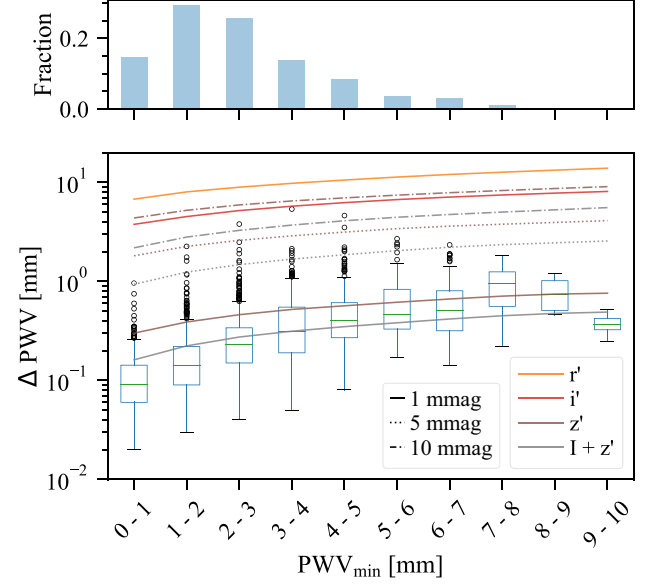 Fraction
0.2
0.0
Δ PWV [mm]
10¹
10⁰
10⁻¹
10⁻²
1 mmag
5 mmag
10 mmag
r'
i'
z'
I + z'
0 - 1
1 - 2
2 - 3
3 - 4
4 - 5
5 - 6
6 - 7
7 - 8
8 - 9
9 - 10
PWVₘᵢₙ [mm]